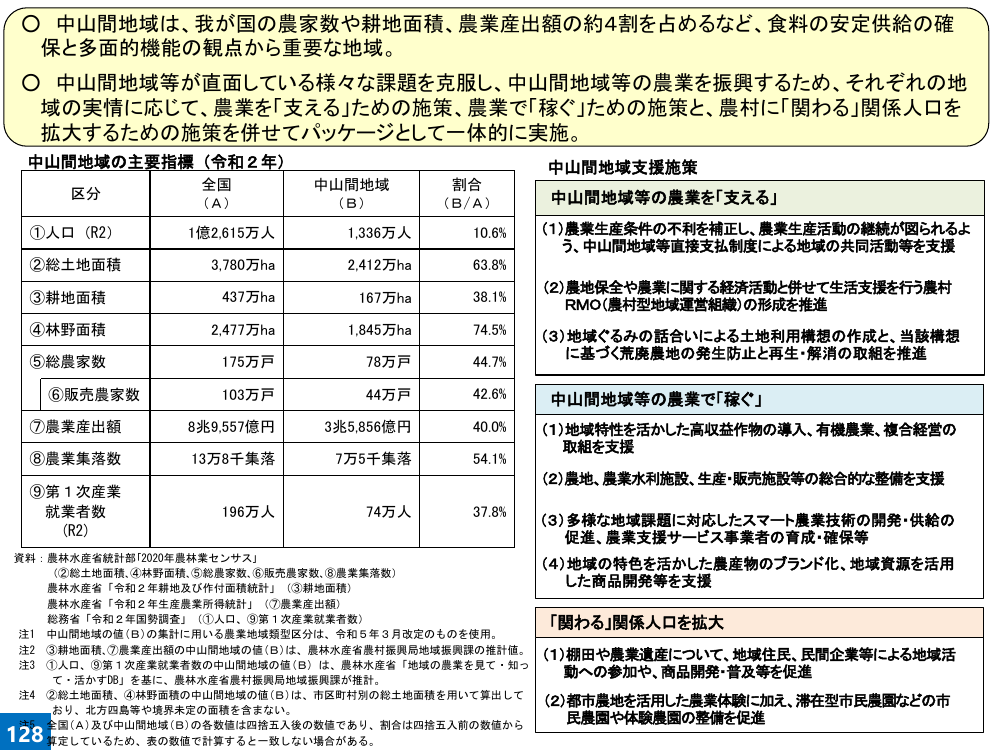 ○ 中山間地域は、我が国の農家数や耕地面積、農業産出額の約４割を占めるなど、食料の安定供給の確
保と多面的機能の観点から重要な地域。
○ 中山間地域等が直面している様々な課題を克服し、中山間地域等の農業を振興するため、それぞれの地
域の実情に応じて、農業を「支える」ための施策、農業で「稼ぐ」ための施策と、農村に「関わる」関係人口を
拡大するための施策を併せてパッケージとして一体的に実施。
中山間地域の主要指標（令和２年）
区分 全国（Ａ） 中山間地域（Ｂ） 割合（Ｂ/Ａ）
①人口（R2） 1億2,615万人 1,336万人 10.6%
②総土地面積 3,780万ha 2,412万ha 63.8%
③耕地面積 437万ha 167万ha 38.1%
④林野面積 2,477万ha 1,845万ha 74.5%
⑤総農家数 175万戸 78万戸 44.7%
⑥販売農家数 103万戸 44万戸 42.6%
⑦農業産出額 8兆9,557億円 3兆5,856億円 40.0%
⑧農業集落数 13万8千集落 7万5千集落 54.1%
⑨第１次産業
就業者数 196万人 74万人 37.8%
(R2)
資料：農林水産省統計部｢2020年農林業センサス｣
（②総土地面積、④林野面積、⑤総農家数、⑥販売農家数、⑧農業集落数）
農林水産省「令和２年耕地及び作付面積統計」（③耕地面積）
農林水産省「令和２年生産農業所得統計」（⑦農業産出額）
総務省「令和２年国勢調査」（①人口、⑨第１次産業就業者数）
注1 中山間地域の値（Ｂ）の集計に用いる農業地域類型区分は、令和５年３月改定のものを使用。
注2 ③耕地面積、⑦農業産出額の中山間地域の値（Ｂ）は、農林水産省農村振興局地域振興課の推計値。
注3 ①人口、⑨第１次産業就業者数の中山間地域の値（Ｂ）は、農林水産省「地域の農業を見て・知っ
て・活かすDB」を基に、農林水産省農村振興局地域振興課が推計。
注4 ②総土地面積、④林野面積の中山間地域の値（Ｂ）は、市区町村別の総土地面積を用いて算出して
おり、北方四島等や境界未定の面積を含まない。
注5 全国（Ａ）及び中山間地域（Ｂ）の各数値は四捨五入後の数値であり、割合は四捨五入前の数値から
算定しているため、表の数値で計算すると一致しない場合がある。
128
中山間地域支援施策
中山間地域等の農業を「支える」
（１）農業生産条件の不利を補正し、農業生産活動の継続が図られるよ
う、中山間地域等直接支払制度による地域の共同活動等を支援
（２）農地保全や農業に関する経済活動と併せて生活支援を行う農村
ＲＭＯ（農村型地域運営組織）の形成を推進
（３）地域ぐるみの話合いによる土地利用構想の作成と、当該構想
に基づく荒廃農地の発生防止と再生・解消の取組を推進
中山間地域等の農業で「稼ぐ」
（１）地域特性を活かした高収益作物の導入、有機農業、複合経営の
取組を支援
（２）農地、農業水利施設、生産・販売施設等の総合的な整備を支援
（３）多様な地域課題に対応したスマート農業技術の開発・供給の
促進、農業支援サービス事業者の育成・確保等
（４）地域の特色を活かした農産物のブランド化、地域資源を活用
した商品開発等を支援
「関わる」関係人口を拡大
（１）棚田や農業遺産について、地域住民、民間企業等による地域活
動への参加や、商品開発・普及等を促進
（２）都市農地を活用した農業体験に加え、滞在型市民農園などの市
民農園や体験農園の整備を促進